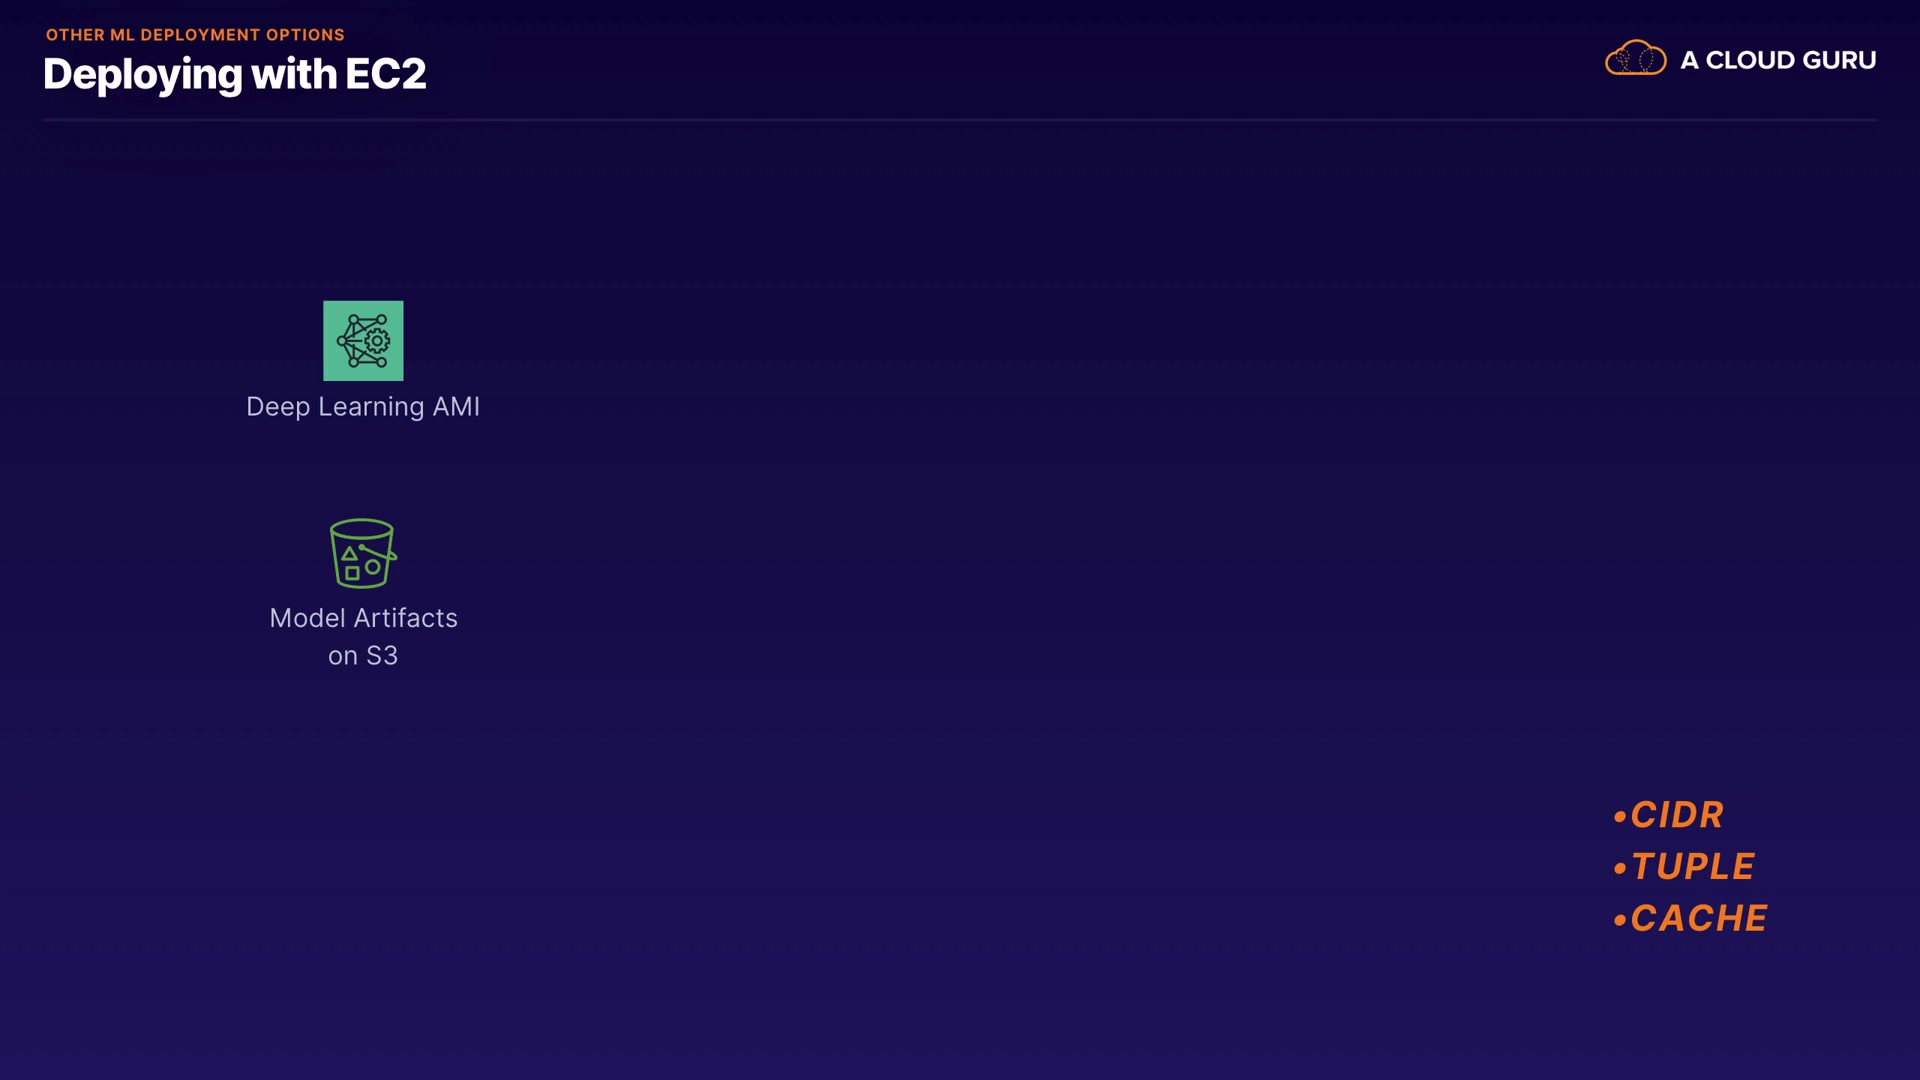 OTHER ML DEPLOYMENT OPTIONS
Deploying with EC2
A CLOUD GURU
Deep Learning AMI
Model Artifacts
on S3
•CIDR
•TUPLE
•CACHE